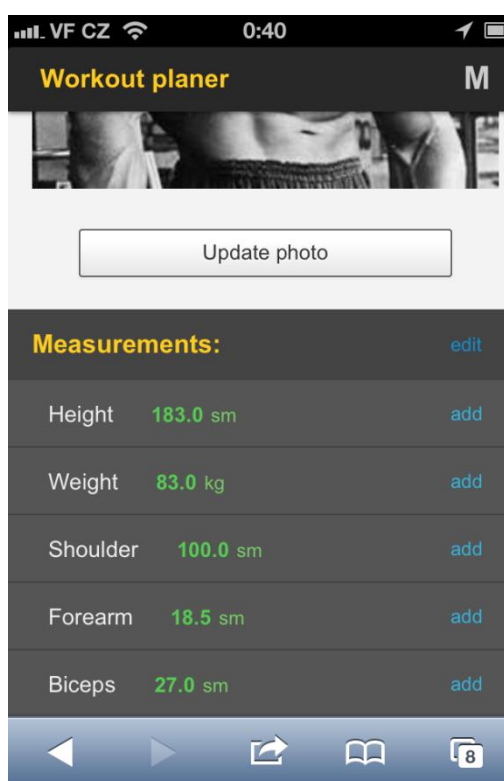 VF CZ 0:40
Workout planer M
Update photo
Measurements: edit
Height 183.0 sm add
Weight 83.0 kg add
Shoulder 100.0 sm add
Forearm 18.5 sm add
Biceps 27.0 sm add
8